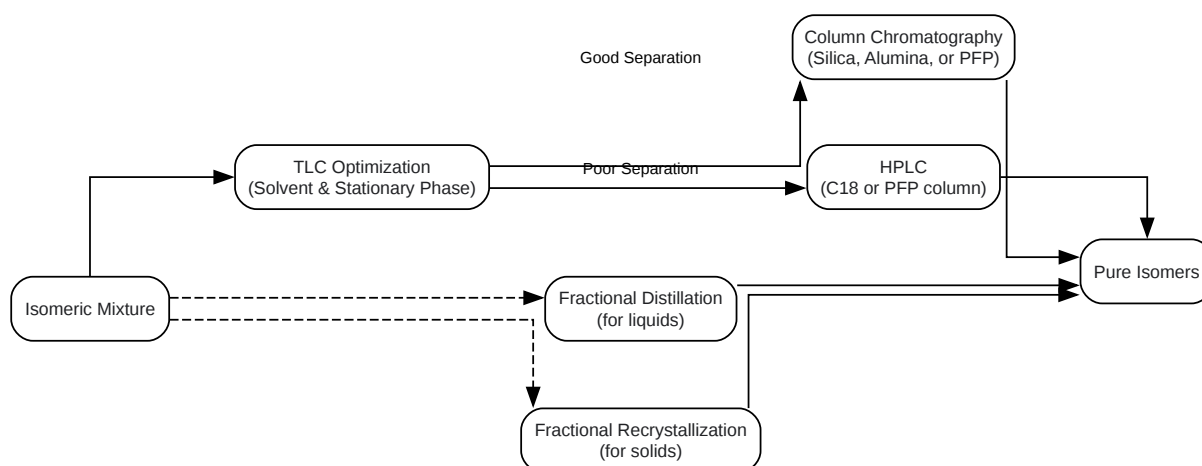 Column Chromatography
(Silica, Alumina, or PFP)
Good Separation
TLC Optimization
(Solvent & Stationary Phase)
Poor Separation
HPLC
(C18 or PFP column)
Pure Isomers
Isomeric Mixture
Fractional Distillation
(for liquids)
Fractional Recrystallization
(for solids)